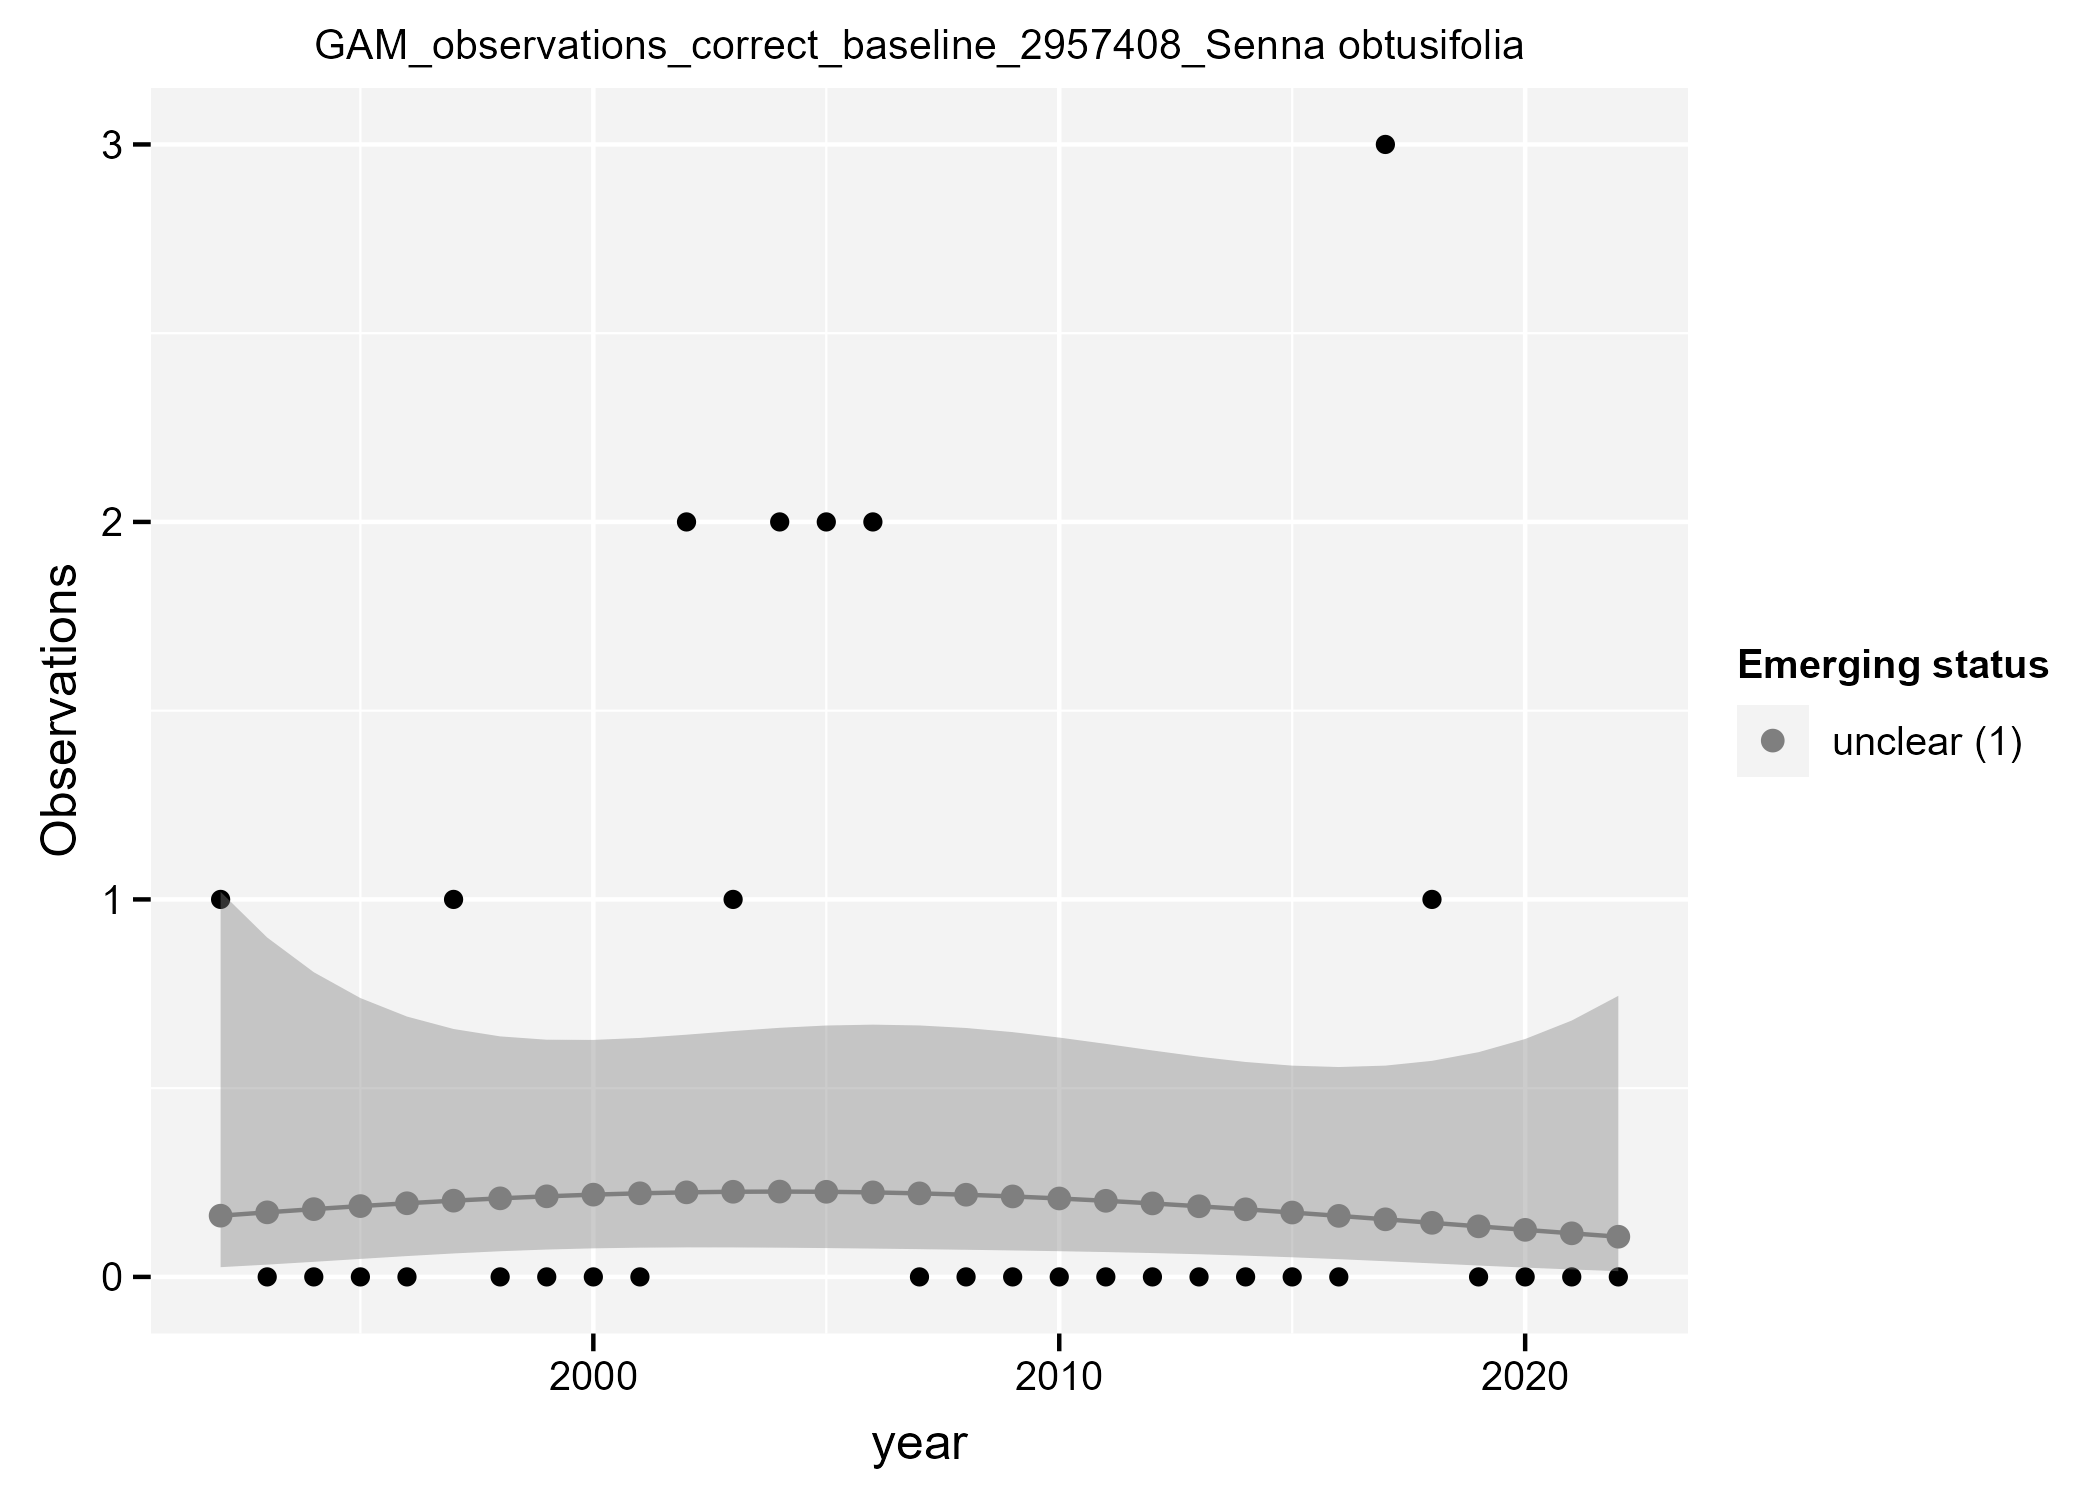 GAM_observations_correct_baseline_2957408_Senna obtusifolia
3
2
1
0
Observations
2000
2010
2020
year
Emerging status
unclear (1)